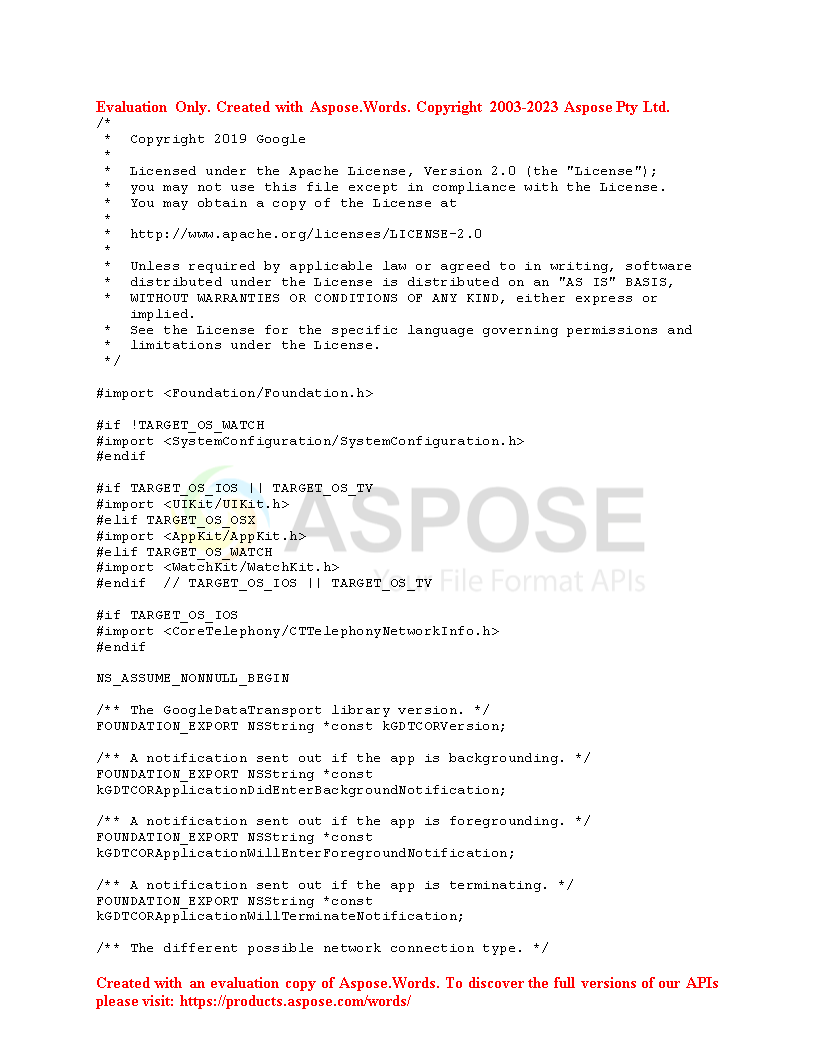 Evaluation Only. Created with Aspose.Words. Copyright 2003-2023 Aspose Pty Ltd.
/*
 *  Copyright 2019 Google
 *
 *  Licensed under the Apache License, Version 2.0 (the "License");
 *  you may not use this file except in compliance with the License.
 *  You may obtain a copy of the License at
 *
 *  http://www.apache.org/licenses/LICENSE-2.0
 *
 *  Unless required by applicable law or agreed to in writing, software
 *  distributed under the License is distributed on an "AS IS" BASIS,
 *  WITHOUT WARRANTIES OR CONDITIONS OF ANY KIND, either express or
    implied.
 *  See the License for the specific language governing permissions and
 *  limitations under the License.
 */

#import <Foundation/Foundation.h>

#if !TARGET_OS_WATCH
#import <SystemConfiguration/SystemConfiguration.h>
#endif

#if TARGET_OS_IOS || TARGET_OS_TV
#import <UIKit/UIKit.h>
#elif TARGET_OS_OSX
#import <AppKit/AppKit.h>
ASPOSE
#elif TARGET_OS_WATCH
#import <WatchKit/WatchKit.h>
#endif  // TARGET_OS_IOS || TARGET_OS_TV
Your File Format APIs

#if TARGET_OS_IOS
#import <CoreTelephony/CTTelephonyNetworkInfo.h>
#endif

NS_ASSUME_NONNULL_BEGIN

/** The GoogleDataTransport library version. */
FOUNDATION_EXPORT NSString *const kGDTCORVersion;

/** A notification sent out if the app is backgrounding. */
FOUNDATION_EXPORT NSString *const
kGDTCORApplicationDidEnterBackgroundNotification;

/** A notification sent out if the app is foregrounding. */
FOUNDATION_EXPORT NSString *const
kGDTCORApplicationWillEnterForegroundNotification;

/** A notification sent out if the app is terminating. */
FOUNDATION_EXPORT NSString *const
kGDTCORApplicationWillTerminateNotification;

/** The different possible network connection type. */

Created with an evaluation copy of Aspose.Words. To discover the full versions of our APIs
please visit: https://products.aspose.com/words/